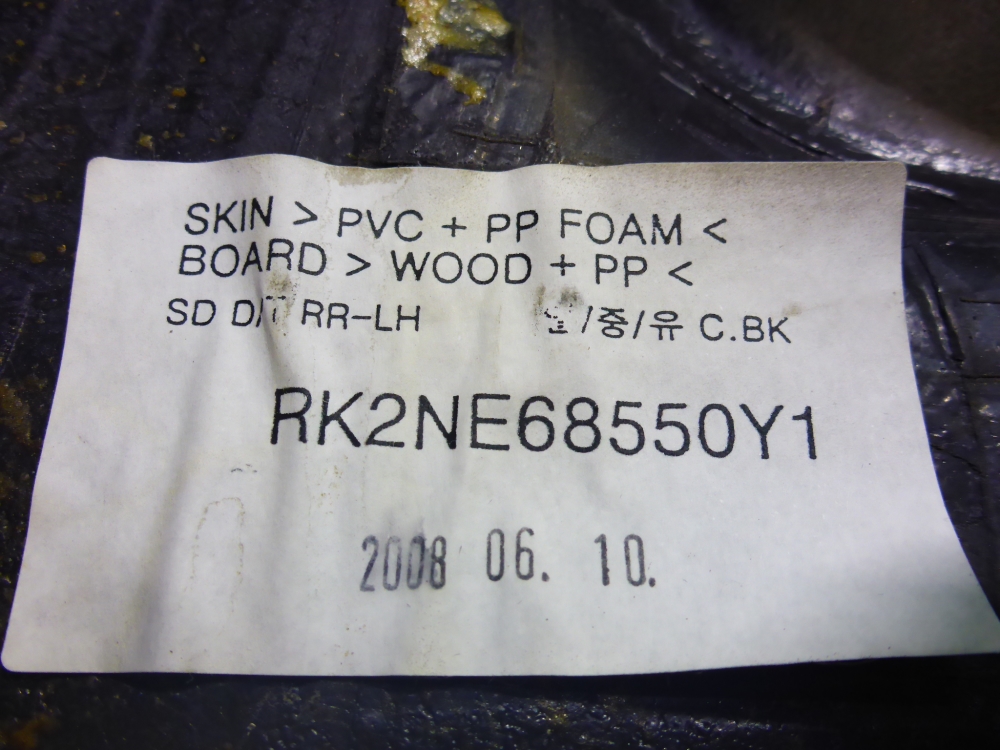 SKIN > PVC + PP FOAM <
BOARD > WOOD + PP <
SD D/T RR-LH /중/유 C.BK
RK2NE68550Y1
2008 06. 10.